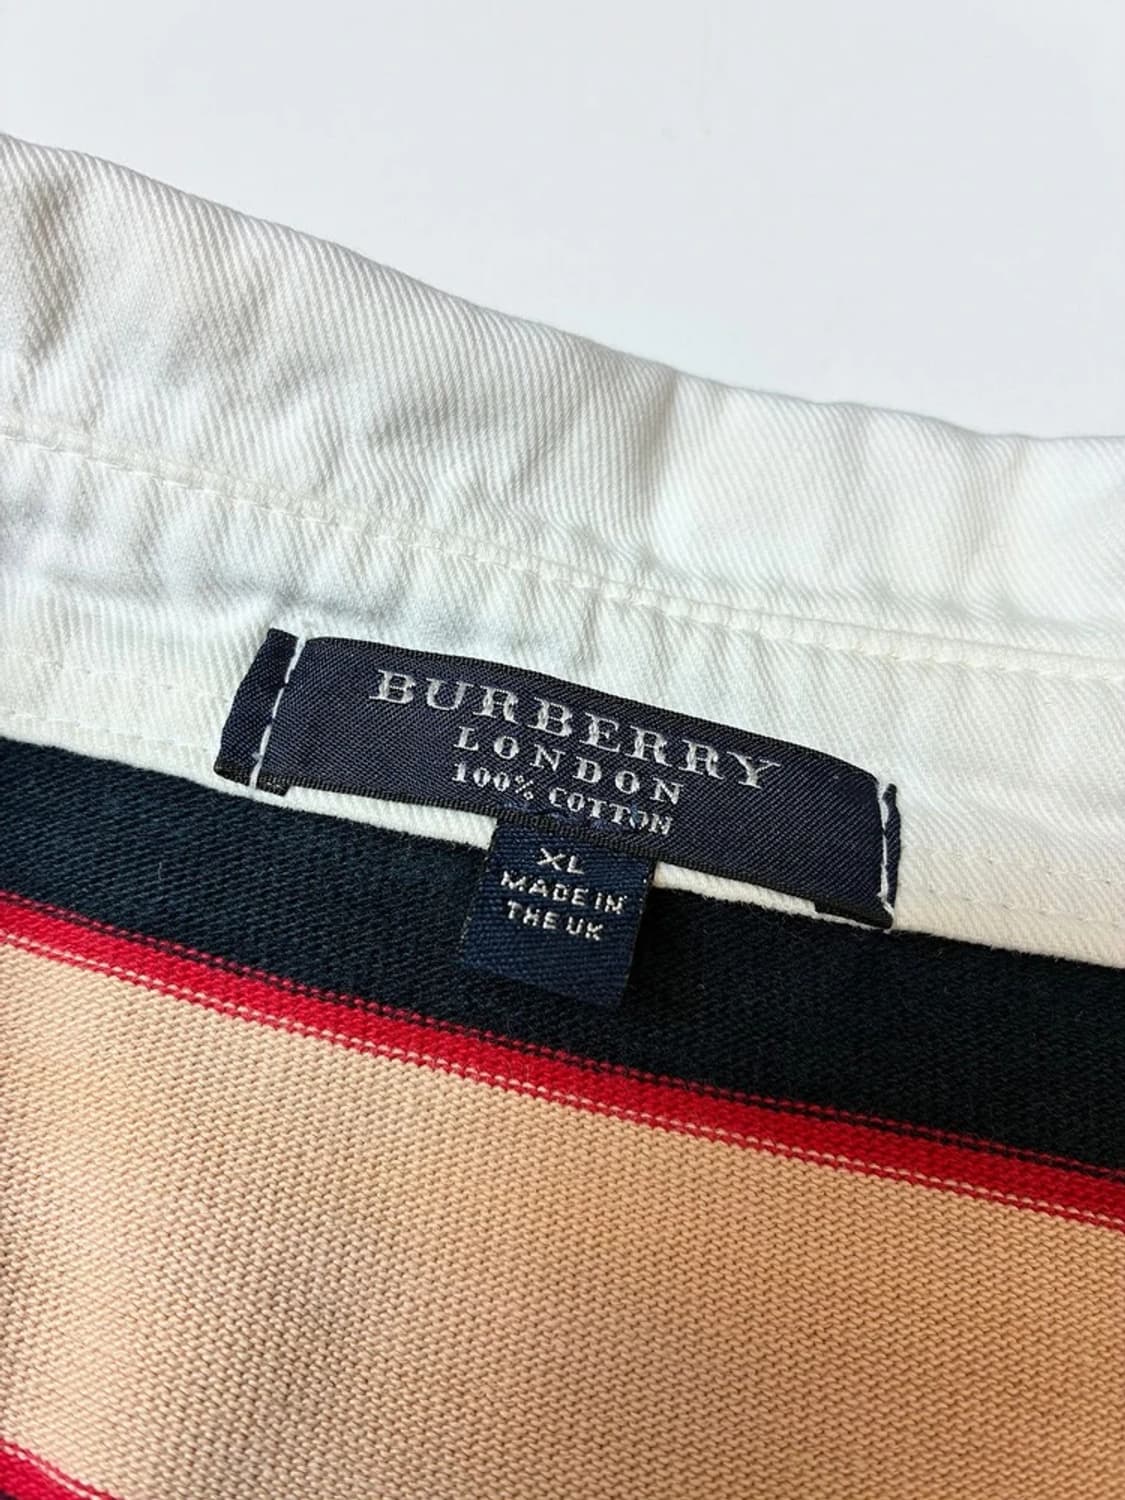 BURBERRY
LONDON
100% COTTON
XL
MADE IN
THE UK